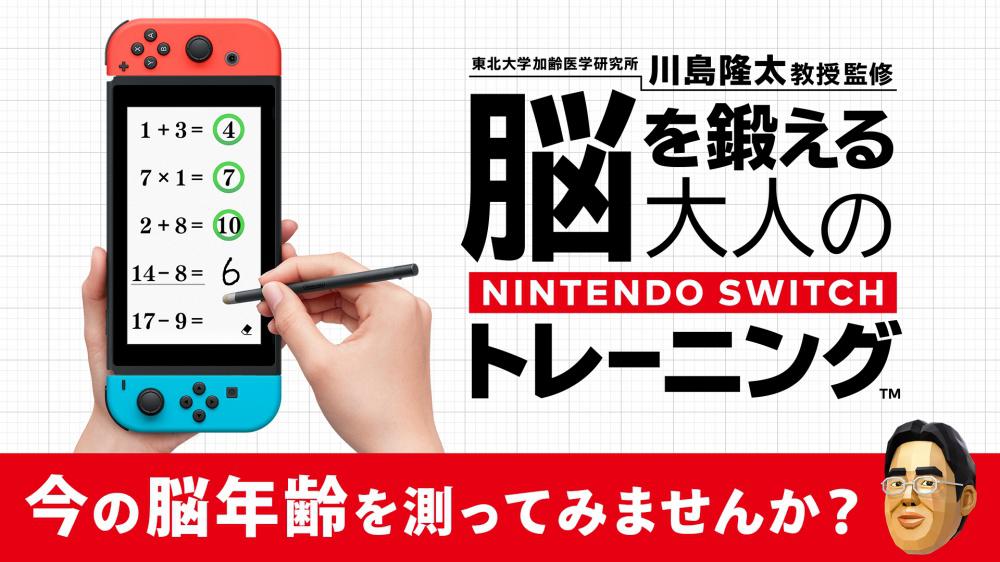 1+3= 4
7×1= 7
2+8= 10
14-8= 6
17-9=
東北大学加齢医学研究所 川島隆太教授監修
脳を鍛える
大人の
NINTENDO SWITCH
トレーニング™
今の脳年齢を測ってみませんか？